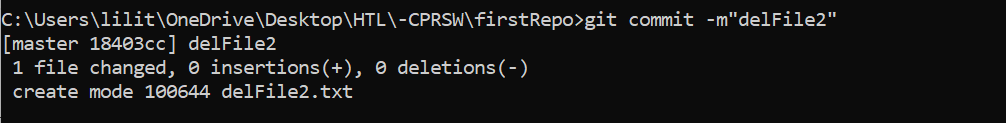 C:\Users\lilit\OneDrive\Desktop\HTL\-CPRSW\firstRepo>git commit -m"delFile2"
[master 18403cc] delFile2
 1 file changed, 0 insertions(+), 0 deletions(-)
 create mode 100644 delFile2.txt